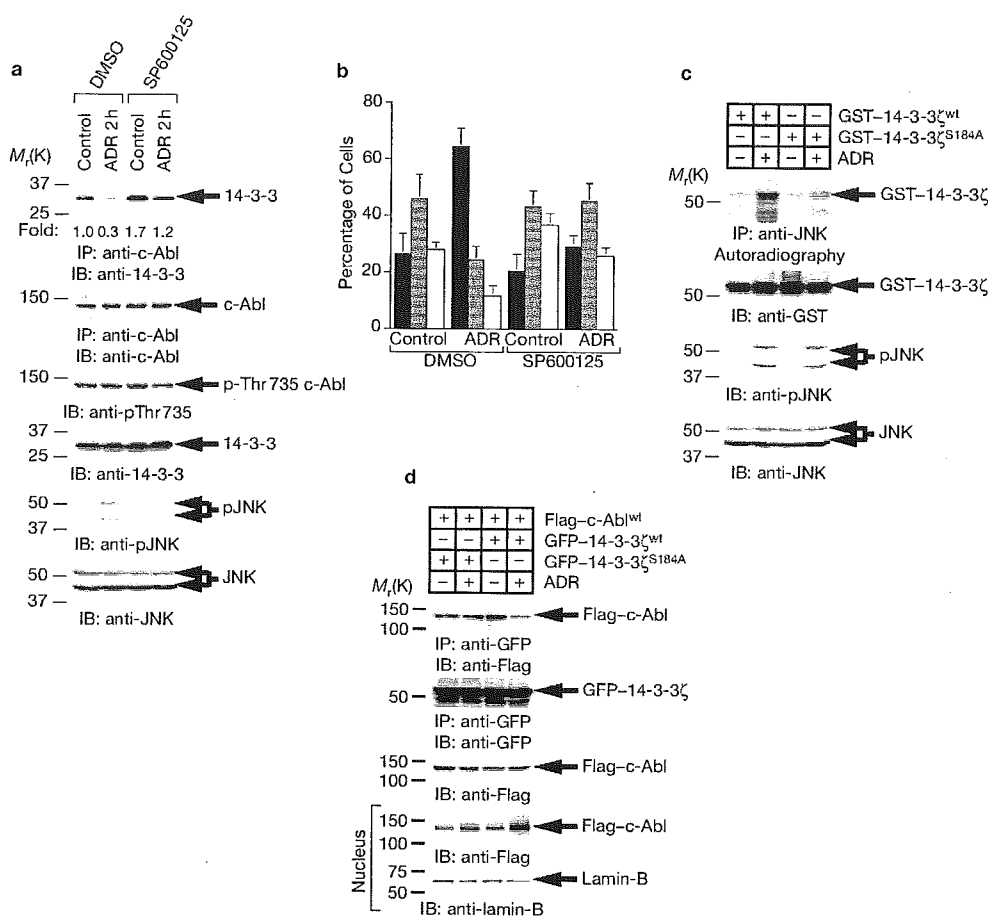 a
DMSO
SP600125
Control
ADR 2h
Control
ADR 2h
Mr(K)
37
14-3-3
25
Fold: 1.0 0.3 1.7 1.2
IP: anti-c-Abl
IB: anti-14-3-3
150
c-Abl
IP: anti-c-Abl
IB: anti-c-Abl
150
p-Thr735 c-Abl
IB: anti-pThr735
37
14-3-3
25
IB: anti-14-3-3
50
pJNK
37
IB: anti-pJNK
50
JNK
37
IB: anti-JNK
b
Percentage of Cells
80
60
40
20
0
Control ADR Control ADR
DMSO SP600125
c
+ + − − GST–14-3-3ζwt
− − + + GST–14-3-3ζS184A
− + − + ADR
Mr(K)
50
GST–14-3-3ζ
IP: anti-JNK
Autoradiography
50
GST–14-3-3ζ
IB: anti-GST
50
pJNK
37
IB: anti-pJNK
50
JNK
37
IB: anti-JNK
d
+ + + + Flag–c-Ablwt
− − + + GFP–14-3-3ζwt
+ + − − GFP–14-3-3ζS184A
− + − + ADR
Mr(K)
150
Flag–c-Abl
100
IP: anti-GFP
IB: anti-Flag
50
GFP–14-3-3ζ
IP: anti-GFP
IB: anti-GFP
150
Flag–c-Abl
100
IB: anti-Flag
Nucleus
150
Flag–c-Abl
100
IB: anti-Flag
75
Lamin-B
50
IB: anti-lamin-B